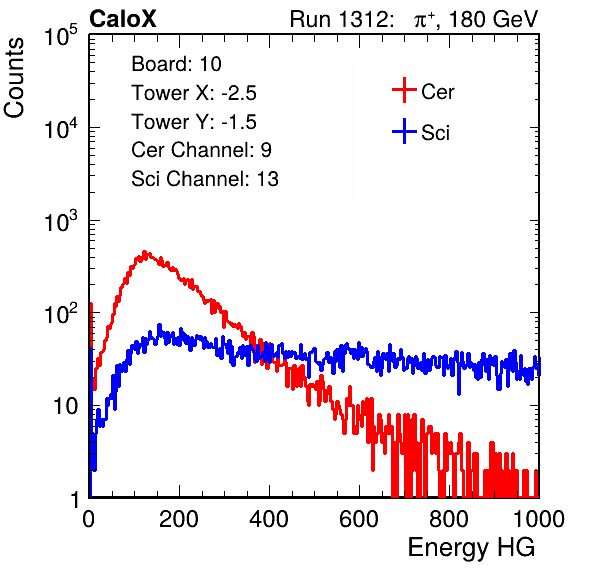 CaloX Run 1312: π⁺, 180 GeV
Counts
10⁵
10⁴
10³
10²
10
1
Board: 10
Tower X: -2.5
Tower Y: -1.5
Cer Channel: 9
Sci Channel: 13
Cer
Sci
0 200 400 600 800 1000
Energy HG